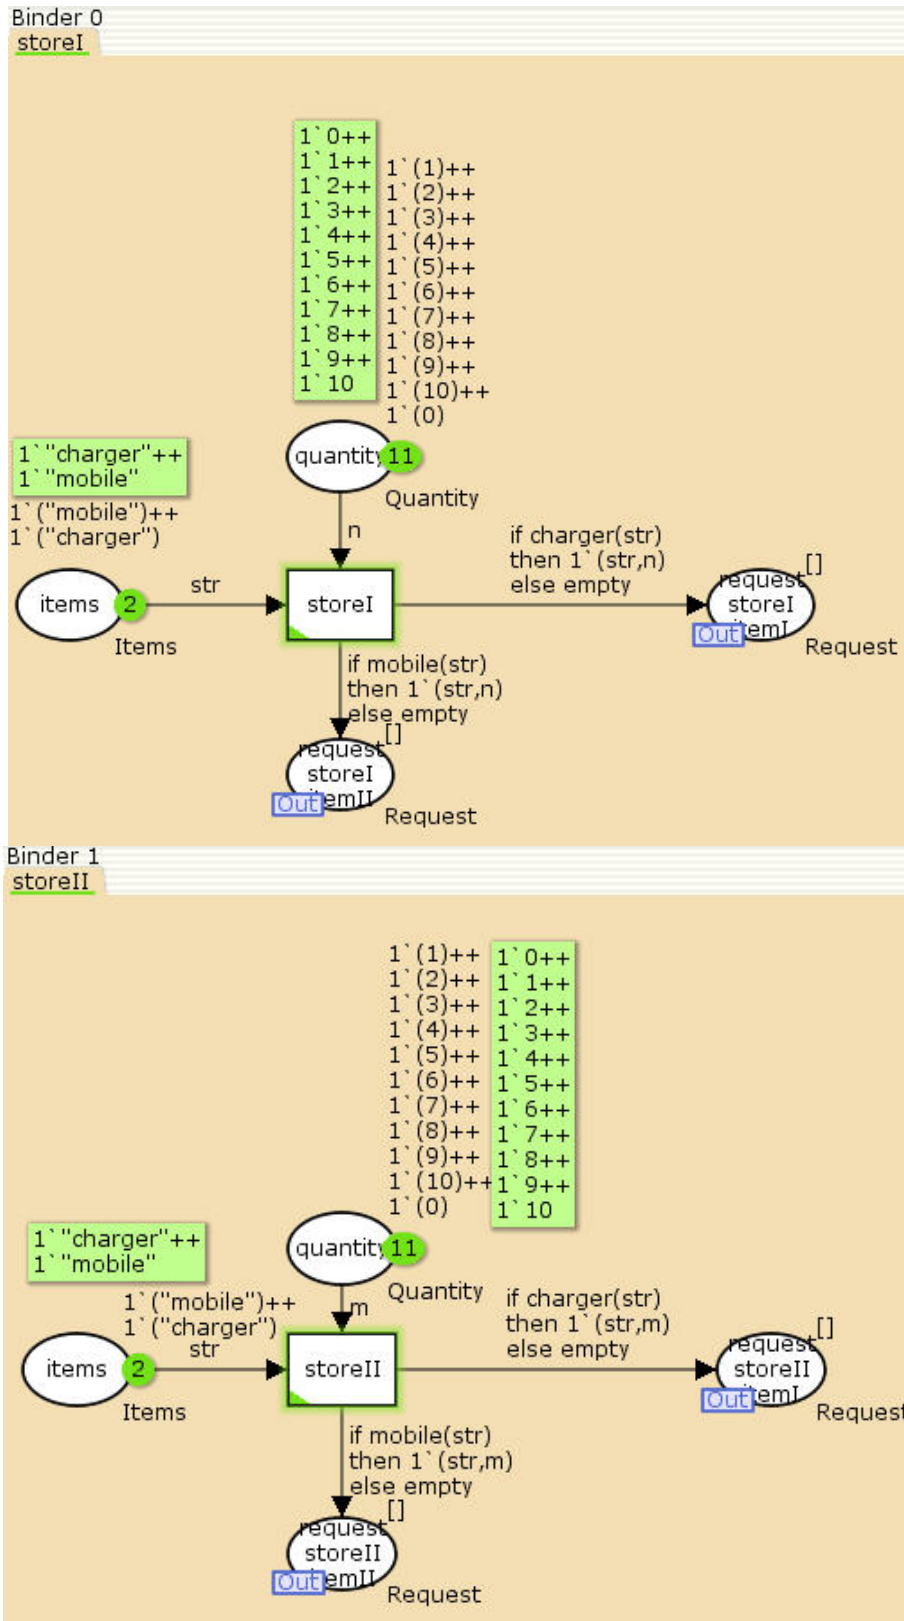 Binder 0
storeI
1`0++
1`1++
1`2++
1`3++
1`4++
1`5++
1`6++
1`7++
1`8++
1`9++
1`10
1`(1)++
1`(2)++
1`(3)++
1`(4)++
1`(5)++
1`(6)++
1`(7)++
1`(8)++
1`(9)++
1`(10)++
1`(0)
quantity
11
Quantity
1`"charger"++
1`"mobile"
1`("mobile")++
1`("charger")
items
2
Items
str
n
storeI
if charger(str)
then 1`(str,n)
else empty
[]
request
storeI
itemI
Out
Request
if mobile(str)
then 1`(str,n)
else empty
[]
request
storeI
itemII
Out
Request
Binder 1
storeII
1`(1)++
1`(2)++
1`(3)++
1`(4)++
1`(5)++
1`(6)++
1`(7)++
1`(8)++
1`(9)++
1`(10)++
1`(0)
1`0++
1`1++
1`2++
1`3++
1`4++
1`5++
1`6++
1`7++
1`8++
1`9++
1`10
quantity
11
Quantity
1`"charger"++
1`"mobile"
1`("mobile")++
1`("charger")
items
2
Items
str
m
storeII
if charger(str)
then 1`(str,m)
else empty
[]
request
storeII
itemI
Out
Request
if mobile(str)
then 1`(str,m)
else empty
[]
request
storeII
itemII
Out
Request